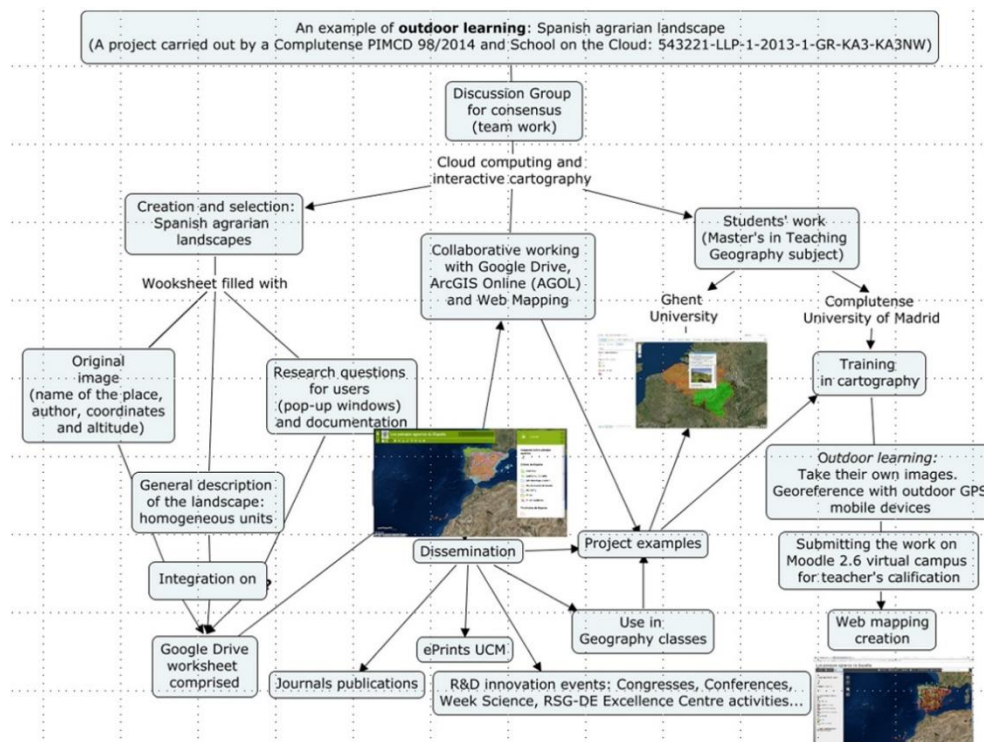 An example of outdoor learning: Spanish agrarian landscape
(A project carried out by a Complutense PIMCD 98/2014 and School on the Cloud: 543221-LLP-1-2013-1-GR-KA3-KA3NW)
Discussion Group
for consensus
(team work)
Cloud computing and
interactive cartography
Creation and selection:
Spanish agrarian
landscapes
Collaborative working
with Google Drive,
ArcGIS Online (AGOL)
and Web Mapping
Students' work
(Master's in Teaching
Geography subject)
Wooksheet filled with
Ghent
University
Complutense
University of Madrid
Original
image
(name of the place,
author, coordinates
and altitude)
Research questions
for users
(pop-up windows)
and documentation
Training
in cartography
General description
of the landscape:
homogeneous units
Outdoor learning:
Take their own images.
Georeference with outdoor GPS
mobile devices
Dissemination
Project examples
Submitting the work on
Moodle 2.6 virtual campus
for teacher's calification
Integration on
Use in
Geography classes
Web mapping
creation
Google Drive
worksheet
comprised
ePrints UCM
Journals publications
R&D innovation events: Congresses, Conferences,
Week Science, RSG-DE Excellence Centre activities...